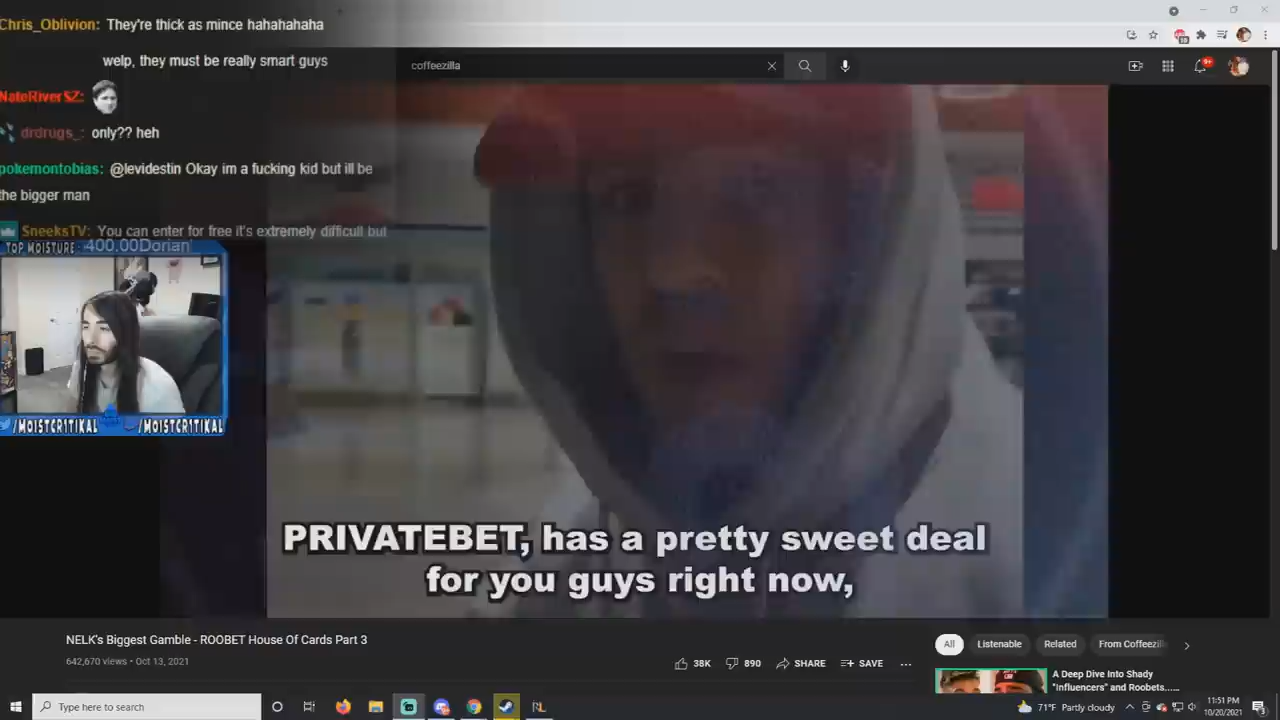 Chris_Oblivion: They're thick as mince hahahahaha
welp, they must be really smart guys
NateRiverSZ:
drdrugs_: only?? heh
pokemontobias: @levidestin Okay im a fucking kid but ill be
the bigger man
SneeksTV: You can enter for free it's extremely difficult but
TOP MOISTURE: 400.00Dorian
/MOISTCR1TIKAL /MOISTCR1TIKAL
coffeezilla
9+
PRIVATEBET, has a pretty sweet deal
for you guys right now,
NELK's Biggest Gamble - ROOBET House Of Cards Part 3
642,670 views • Oct 13, 2021
38K 890 SHARE SAVE
All Listenable Related From Coffeezill
A Deep Dive Into Shady
"Influencers" and Roobets.....
Type here to search
71°F Partly cloudy
11:51 PM
10/20/2021